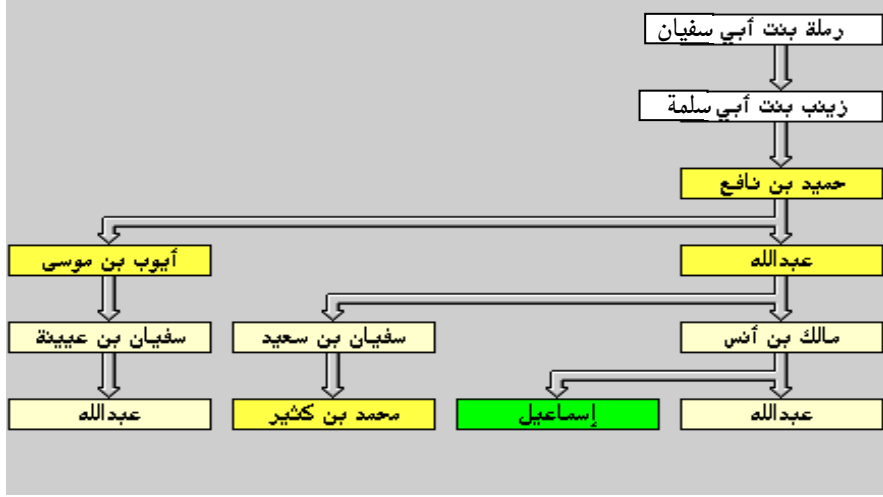 رملة بنت أبي سفيان
زينب بنت أبي سلمة
حميد بن نافع
عبدالله
أيوب بن موسى
مالك بن أنس
سفيان بن سعيد
سفيان بن عيينة
عبدالله
إسماعيل
محمد بن كثير
عبدالله